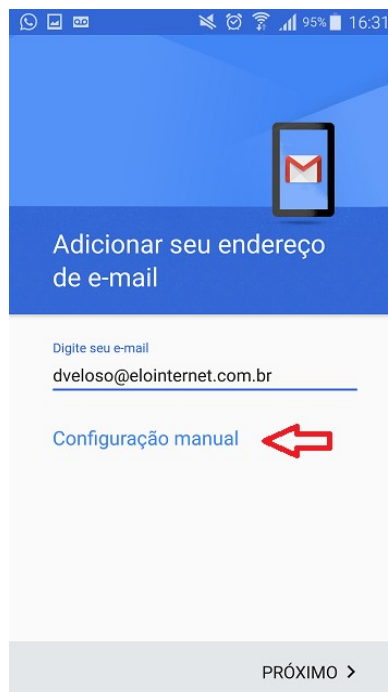 95% 16:31
Adicionar seu endereço
de e-mail
Digite seu e-mail
dveloso@elointernet.com.br
Configuração manual
PRÓXIMO >